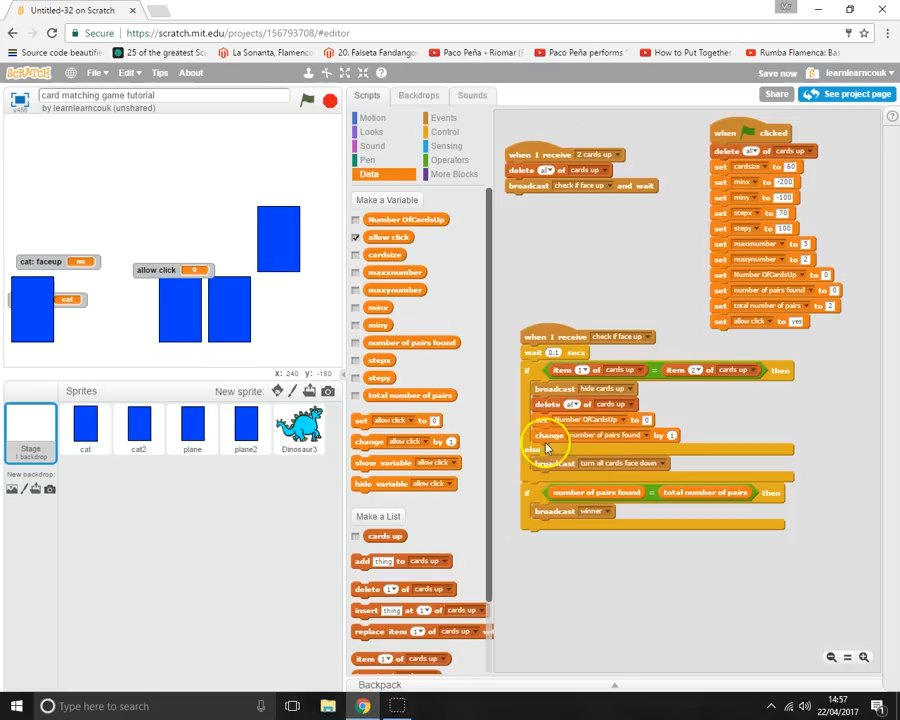 Untitled-32 on Scratch
Mr
Secure
https://scratch.mit.edu/projects/156793708/#editor
Source code beautifie
25 of the greatest Scr
La Sonanta, Flamenco
20. Falseta Fandango
Paco Peña - Riomar (F
Paco Peña performs "
How to Put Together
Rumba Flamenca: Bas
SCRATCH
File
Edit
Tips
About
Save now
learnlearncouk
v456
card matching game tutorial
by learnlearncouk (unshared)
Scripts
Backdrops
Sounds
Share
See project page
Motion
Events
Looks
Control
Sound
Sensing
Pen
Operators
Data
More Blocks
Make a Variable
Number OfCardsUp
allow click
cardsize
maxxnumber
maxynumber
minx
miny
number of pairs found
stepx
stepy
total number of pairs
set allow click to 0
change allow click by 1
show variable allow click
hide variable allow click
Make a List
cards up
add thing to cards up
delete 1 of cards up
insert thing at 1 of cards up
replace item 1 of cards up
item 1 of cards up
cat: faceup no
allow click 0
cat
x: 240 y: -180
Sprites
New sprite:
Stage
1 backdrop
New backdrop:
cat
cat2
plane
plane2
Dinosaur3
when I receive 2 cards up
delete all of cards up
broadcast check if face up and wait
when clicked
delete all of cards up
set cardsize to 60
set minx to -200
set miny to -100
set stepx to 70
set stepy to 100
set maxxnumber to 5
set maxynumber to 2
set Number OfCardsUp to 0
set number of pairs found to 0
set total number of pairs to 2
set allow click to yes
when I receive check if face up
wait 0.1 secs
if item 1 of cards up = item 2 of cards up then
broadcast hide cards up
delete all of cards up
Number OfCardsUp to 0
change number of pairs found by 1
else
broadcast turn all cards face down
if number of pairs found = total number of pairs then
broadcast winner
Backpack
Type here to search
14:57
22/04/2017